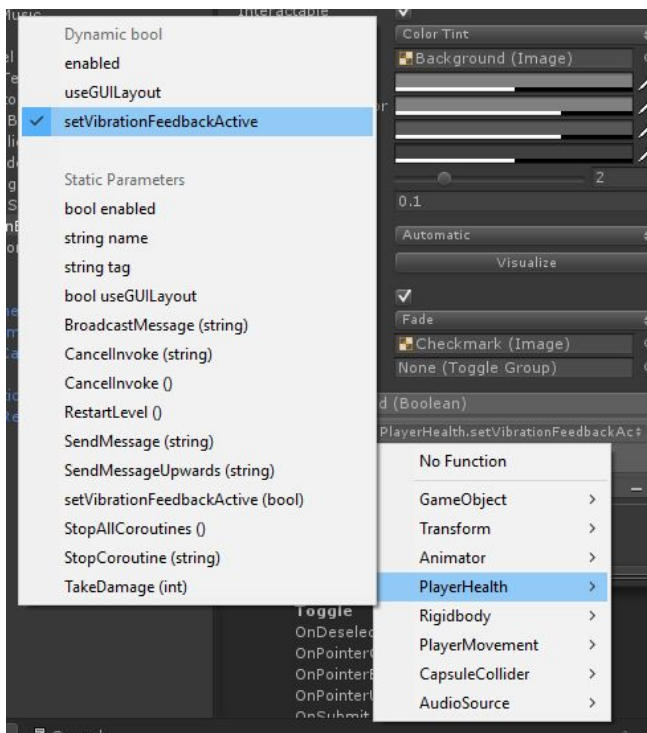 Music
Interactable
Color Tint
Background (Image)
2
0.1
Automatic
Visualize
Fade
Checkmark (Image)
None (Toggle Group)
d (Boolean)
PlayerHealth.setVibrationFeedbackAc
Dynamic bool
enabled
useGUILayout
setVibrationFeedbackActive
Static Parameters
bool enabled
string name
string tag
bool useGUILayout
BroadcastMessage (string)
CancelInvoke (string)
CancelInvoke ()
RestartLevel ()
SendMessage (string)
SendMessageUpwards (string)
setVibrationFeedbackActive (bool)
StopAllCoroutines ()
StopCoroutine (string)
TakeDamage (int)
No Function
GameObject
Transform
Animator
PlayerHealth
Rigidbody
PlayerMovement
CapsuleCollider
AudioSource
Toggle
OnDeselec
OnPointer
OnPointer
OnPointer
OnSubmit